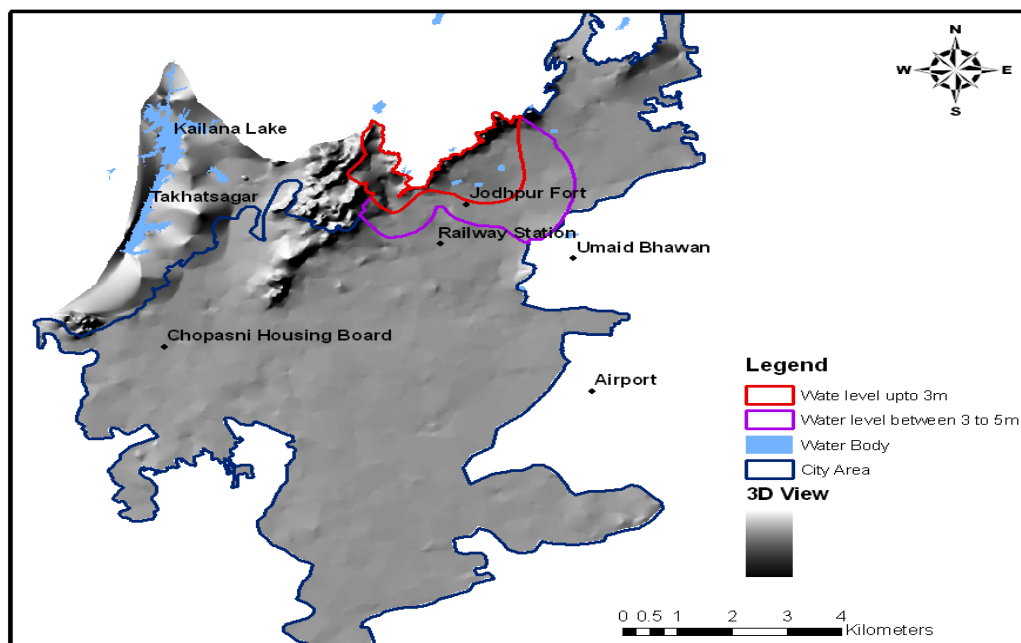 N
W E
S
Kailana Lake
Takhatsagar
Jodhpur Fort
Railway Station
Umaid Bhawan
Chopasni Housing Board
Airport
Legend
Wate level upto 3m
Water level between 3 to 5m
Water Body
City Area
3D View
0 0.5 1 2 3 4
Kilometers